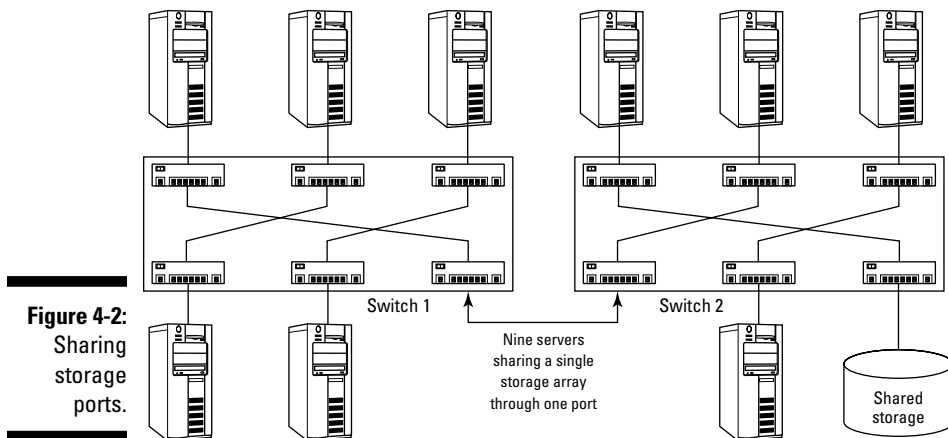 Switch 1
Switch 2
Figure 4-2:
Sharing
storage
ports.
Nine servers
sharing a single
storage array
through one port
Shared
storage